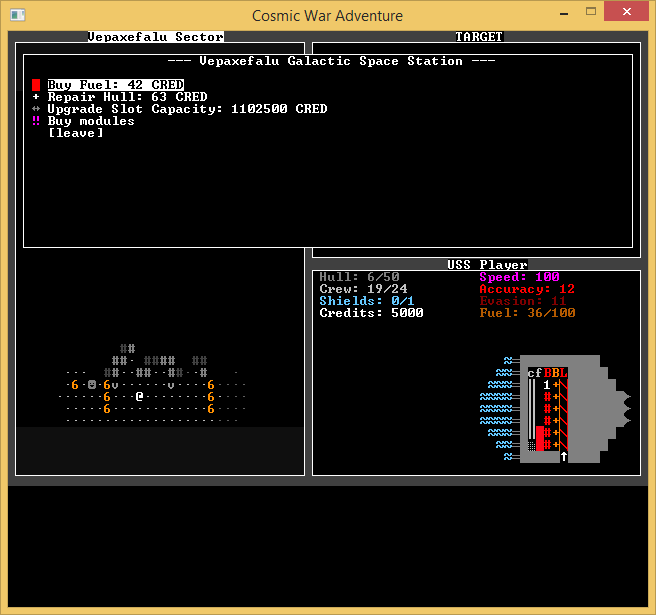 Cosmic War Adventure
Vepaxefalu Sector
TARGET
--- Vepaxefalu Galactic Space Station ---
Buy Fuel: 42 CRED
+ Repair Hull: 63 CRED
↔ Upgrade Slot Capacity: 1102500 CRED
‼ Buy modules
[leave]
USS Player
Hull: 6/50
Speed: 100
Crew: 19/24
Accuracy: 12
Shields: 0/1
Evasion: 11
Credits: 5000
Fuel: 36/100
cfBBL
1